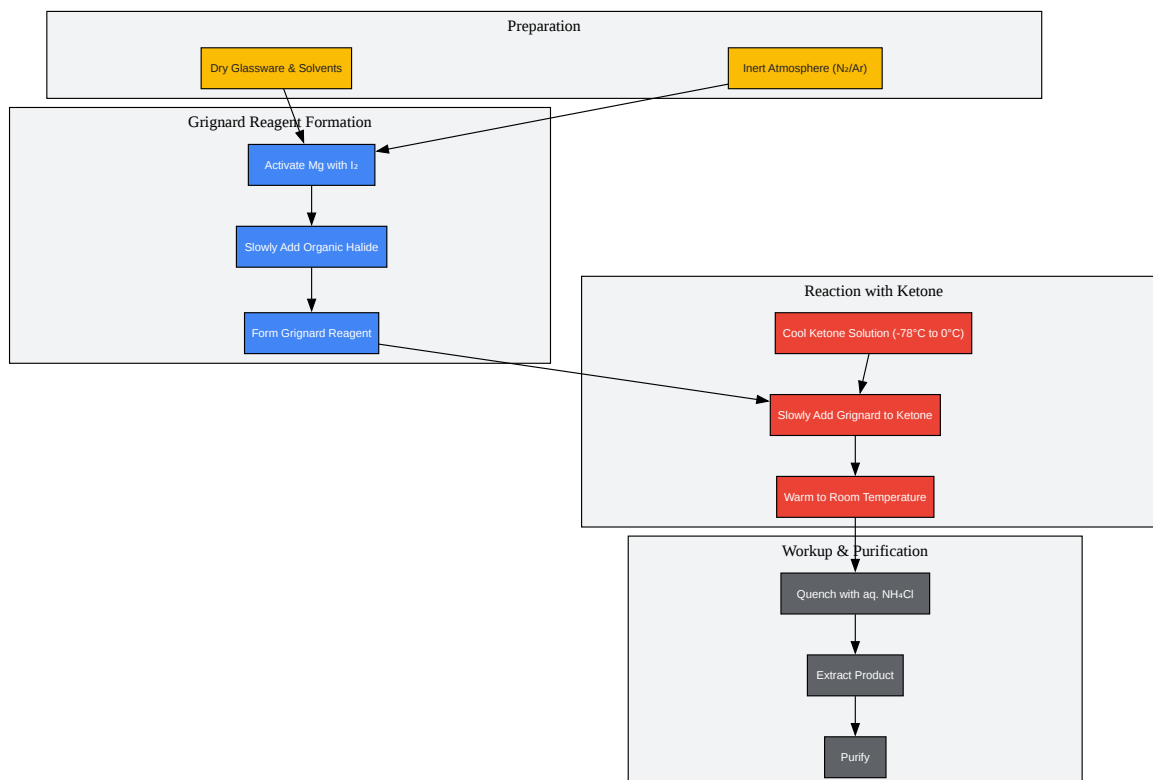 Preparation
Dry Glassware & Solvents
Inert Atmosphere (N₂/Ar)
Grignard Reagent Formation
Activate Mg with I₂
Slowly Add Organic Halide
Form Grignard Reagent
Reaction with Ketone
Cool Ketone Solution (-78°C to 0°C)
Slowly Add Grignard to Ketone
Warm to Room Temperature
Workup & Purification
Quench with aq. NH₄Cl
Extract Product
Purify